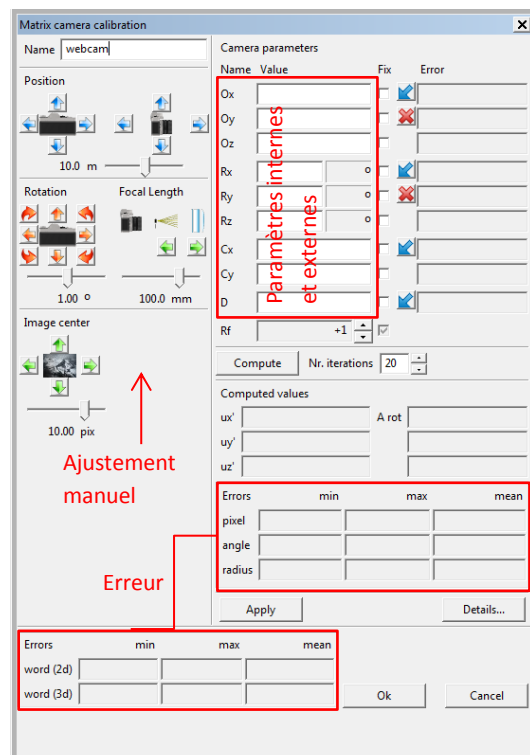 Matrix camera calibration
Name webcam
Position
10.0 m
Rotation Focal Length
1.00 º 100.0 mm
Image center
10.00 pix
Ajustement
manuel
Camera parameters
Name Value Fix Error
Ox
Oy
Oz
Rx º
Ry º
Rz º
Cx
Cy
D
Paramètres internes
et externes
Rf +1
Compute Nr. iterations 20
Computed values
ux' A rot
uy'
uz'
Errors min max mean
pixel
angle
radius
Erreur
Apply Details...
Errors min max mean
word (2d)
word (3d)
Ok Cancel